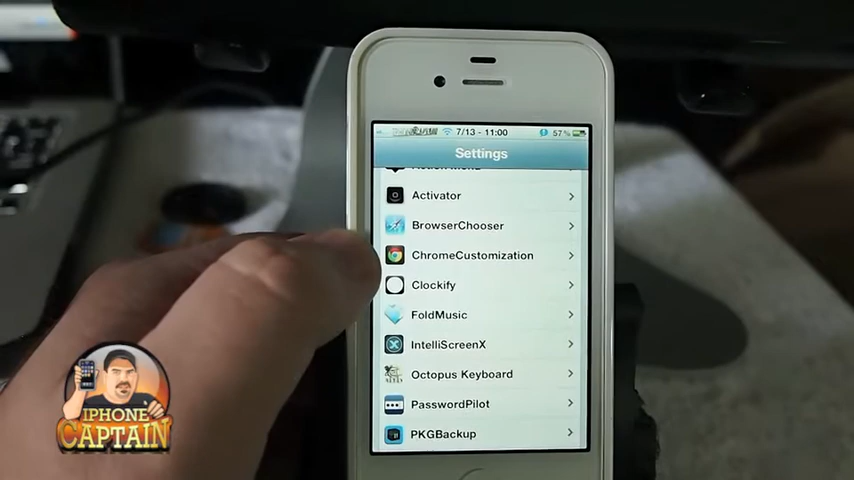 7/13 - 11:00 57%
Settings
Activator
BrowserChooser
ChromeCustomization
Clockify
FoldMusic
IntelliScreenX
Octopus Keyboard
PasswordPilot
PKGBackup
IPHONE
CAPTAIN